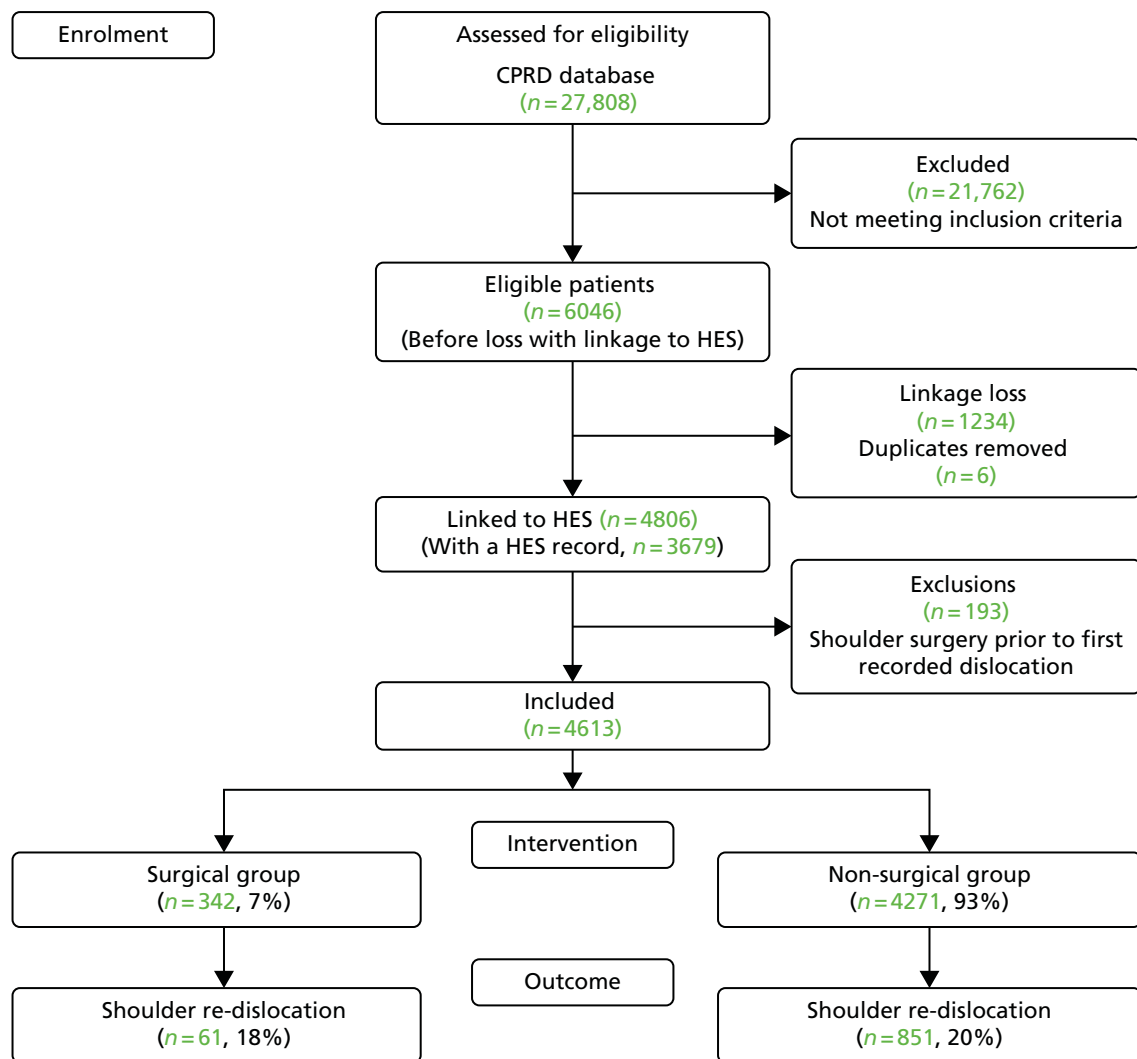 Enrolment
Assessed for eligibility
CPRD database
(n = 27,808)
Excluded
(n = 21,762)
Not meeting inclusion criteria
Eligible patients
(n = 6046)
(Before loss with linkage to HES)
Linkage loss
(n = 1234)
Duplicates removed
(n = 6)
Linked to HES (n = 4806)
(With a HES record, n = 3679)
Exclusions
(n = 193)
Shoulder surgery prior to first
recorded dislocation
Included
(n = 4613)
Intervention
Surgical group
(n = 342, 7%)
Non-surgical group
(n = 4271, 93%)
Outcome
Shoulder re-dislocation
(n = 61, 18%)
Shoulder re-dislocation
(n = 851, 20%)